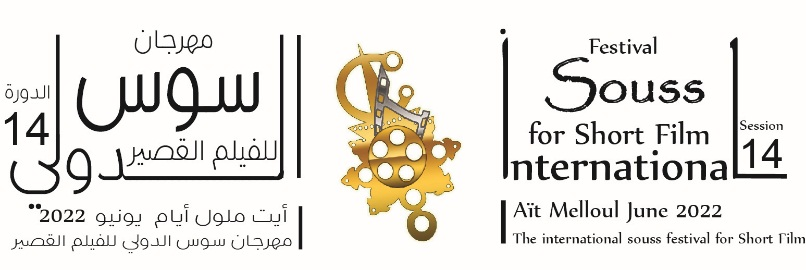 مهرجان
سوس
الدولي
للفيلم القصير
الدورة
14
أيت ملول أيام يونيو 2022
مهرجان سوس الدولي للفيلم القصير
Festival
Souss
for Short Film
international
Session
14
Aït Melloul June 2022
The international souss festival for Short Film